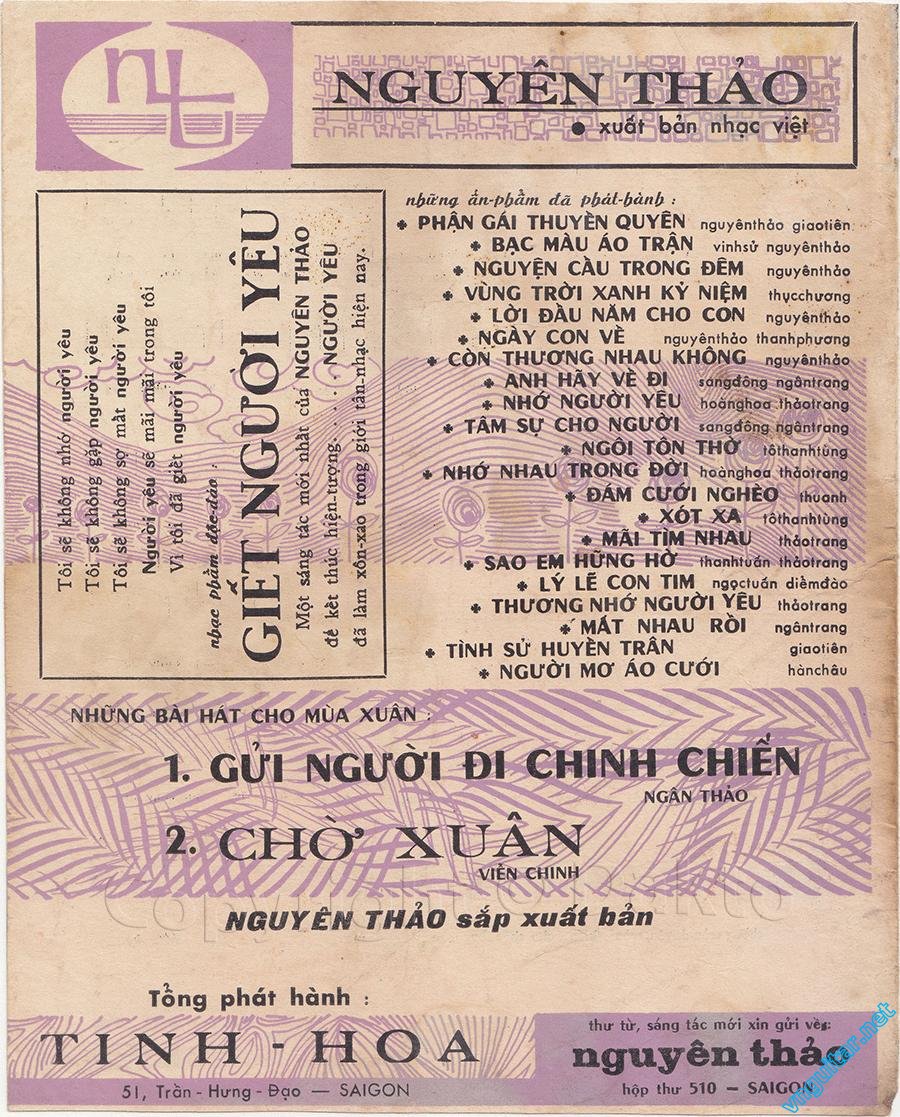 nt
NGUYÊN THẢO
• xuất bản nhạc việt
Tôi sẽ không nhớ người yêu
Tôi sẽ không gặp người yêu
Tôi sẽ không sợ mất người yêu
Người yêu sẽ mãi mãi trong tôi
Vì tôi đã giết người yêu
nhạc phẩm độc-đáo :
GIẾT NGƯỜI YÊU
Một sáng tác mới nhất của NGUYÊN THẢO
để kết thúc hiện-tượng. . . . . NGƯỜI YÊU
đã làm xôn-xao trong giới tân-nhạc hiện nay.
những ấn-phẩm đã phát-hành :
PHẬN GÁI THUYỀN QUYÊN nguyênthảo giaotiên
BẠC MÀU ÁO TRẬN vinhsử nguyênthảo
NGUYỆN CẦU TRONG ĐÊM nguyênthảo
VÙNG TRỜI XANH KỶ NIỆM thụcchương
LỜI ĐẦU NĂM CHO CON nguyênthảo
NGÀY CON VỀ nguyênthảo thanhphương
CÒN THƯƠNG NHAU KHÔNG nguyênthảo
ANH HÃY VỀ ĐI sangđông ngântrang
NHỚ NGƯỜI YÊU hoànghoa thảotrang
TÂM SỰ CHO NGƯỜI sangđông ngântrang
NGÔI TÔN THỜ tôthanhtùng
NHỚ NHAU TRONG ĐỜI hoànghoa thảotrang
ĐÁM CƯỚI NGHÈO thuanh
XÓT XA tôthanhtùng
MÃI TÌM NHAU thảotrang
SAO EM HỮNG HỜ thanhtuấn thảotrang
LÝ LẼ CON TIM ngọctuấn diễmđào
THƯƠNG NHỚ NGƯỜI YÊU thảotrang
MẤT NHAU RỒI ngântrang
TÌNH SỬ HUYỀN TRÂN giaotiên
NGƯỜI MƠ ÁO CƯỚI hànchâu
NHỮNG BÀI HÁT CHO MÙA XUÂN :
1. GỬI NGƯỜI ĐI CHINH CHIẾN
NGÂN THẢO
2. CHỜ XUÂN
VIỄN CHINH
NGUYÊN THẢO sắp xuất bản
Tổng phát hành :
TINH - HOA
51, Trần - Hưng - Đạo — SAIGON
thư từ, sáng tác mới xin gửi về:
nguyên thảo
hộp thư 510 — SAIGON
vnguitar.net